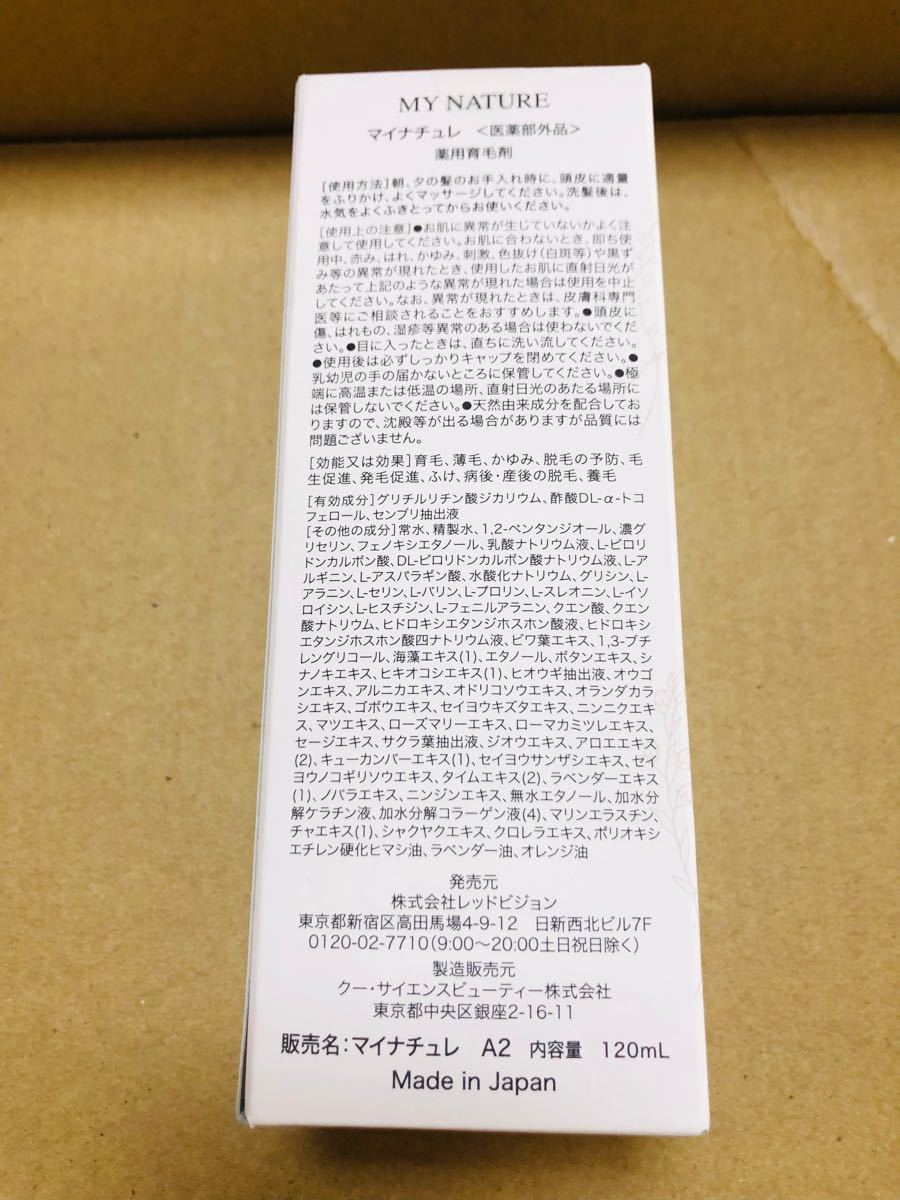 MY NATURE
マイナチュレ <医薬部外品>
薬用育毛剤
[使用方法]朝、夕の髪のお手入れ時に、頭皮に適量
をふりかけ、よくマッサージしてください。洗髪後は、
水気をよくふきとってからお使いください。
[使用上の注意]●お肌に異常が生じていないかよく注
意して使用してください。お肌に合わないとき、即ち使
用中、赤み、はれ、かゆみ、刺激、色抜け(白斑等)や黒ず
み等の異常が現れたとき、使用したお肌に直射日光が
あたって上記のような異常が現れた場合は使用を中止
してください。なお、異常が現れたときは、皮膚科専門
医等にご相談されることをおすすめします。●頭皮に
傷、はれもの、湿疹等異常のある場合は使わないでくだ
さい。●目に入ったときは、直ちに洗い流してください。
●使用後は必ずしっかりキャップを閉めてください。●
乳幼児の手の届かないところに保管してください。●極
端に高温または低温の場所、直射日光のあたる場所に
は保管しないでください。●天然由来成分を配合してお
りますので、沈殿等が出る場合がありますが品質には
問題ございません。
[効能又は効果]育毛、薄毛、かゆみ、脱毛の予防、毛
生促進、発毛促進、ふけ、病後・産後の脱毛、養毛
[有効成分]グリチルリチン酸ジカリウム、酢酸DL-α-トコ
フェロール、センブリ抽出液
[その他の成分]常水、精製水、1,2-ペンタンジオール、濃グ
リセリン、フェノキシエタノール、乳酸ナトリウム液、L-ピロリ
ドンカルボン酸、DL-ピロリドンカルボン酸ナトリウム液、L-ア
ルギニン、L-アスパラギン酸、水酸化ナトリウム、グリシン、L-
アラニン、L-セリン、L-バリン、L-プロリン、L-スレオニン、L-イソ
ロイシン、L-ヒスチジン、L-フェニルアラニン、クエン酸、クエン
酸ナトリウム、ヒドロキシエタンジホスホン酸液、ヒドロキシ
エタンジホスホン酸四ナトリウム液、ビワ葉エキス、1,3-ブチ
レングリコール、海藻エキス(1)、エタノール、ボタンエキス、シ
ナノキエキス、ヒキオコシエキス(1)、ヒオウギ抽出液、オウゴ
ンエキス、アルニカエキス、オドリコソウエキス、オランダカラ
シエキス、ゴボウエキス、セイヨウキズタエキス、ニンニクエキ
ス、マツエキス、ローズマリーエキス、ローマカミツレエキス、
セージエキス、サクラ葉抽出液、ジオウエキス、アロエエキス
(2)、キューカンバーエキス(1)、セイヨウサンザシエキス、セイ
ヨウノコギリソウエキス、タイムエキス(2)、ラベンダーエキス
(1)、ノバラエキス、ニンジンエキス、無水エタノール、加水分
解ケラチン液、加水分解コラーゲン液(4)、マリンエラスチン、
チャエキス(1)、シャクヤクエキス、クロレラエキス、ポリオキシ
エチレン硬化ヒマシ油、ラベンダー油、オレンジ油
発売元
株式会社レッドビジョン
東京都新宿区高田馬場4-9-12 日新西北ビル7F
0120-02-7710(9:00～20:00土日祝日除く)
製造販売元
クー・サイエンスビューティー株式会社
東京都中央区銀座2-16-11
販売名:マイナチュレ A2 内容量 120mL
Made in Japan